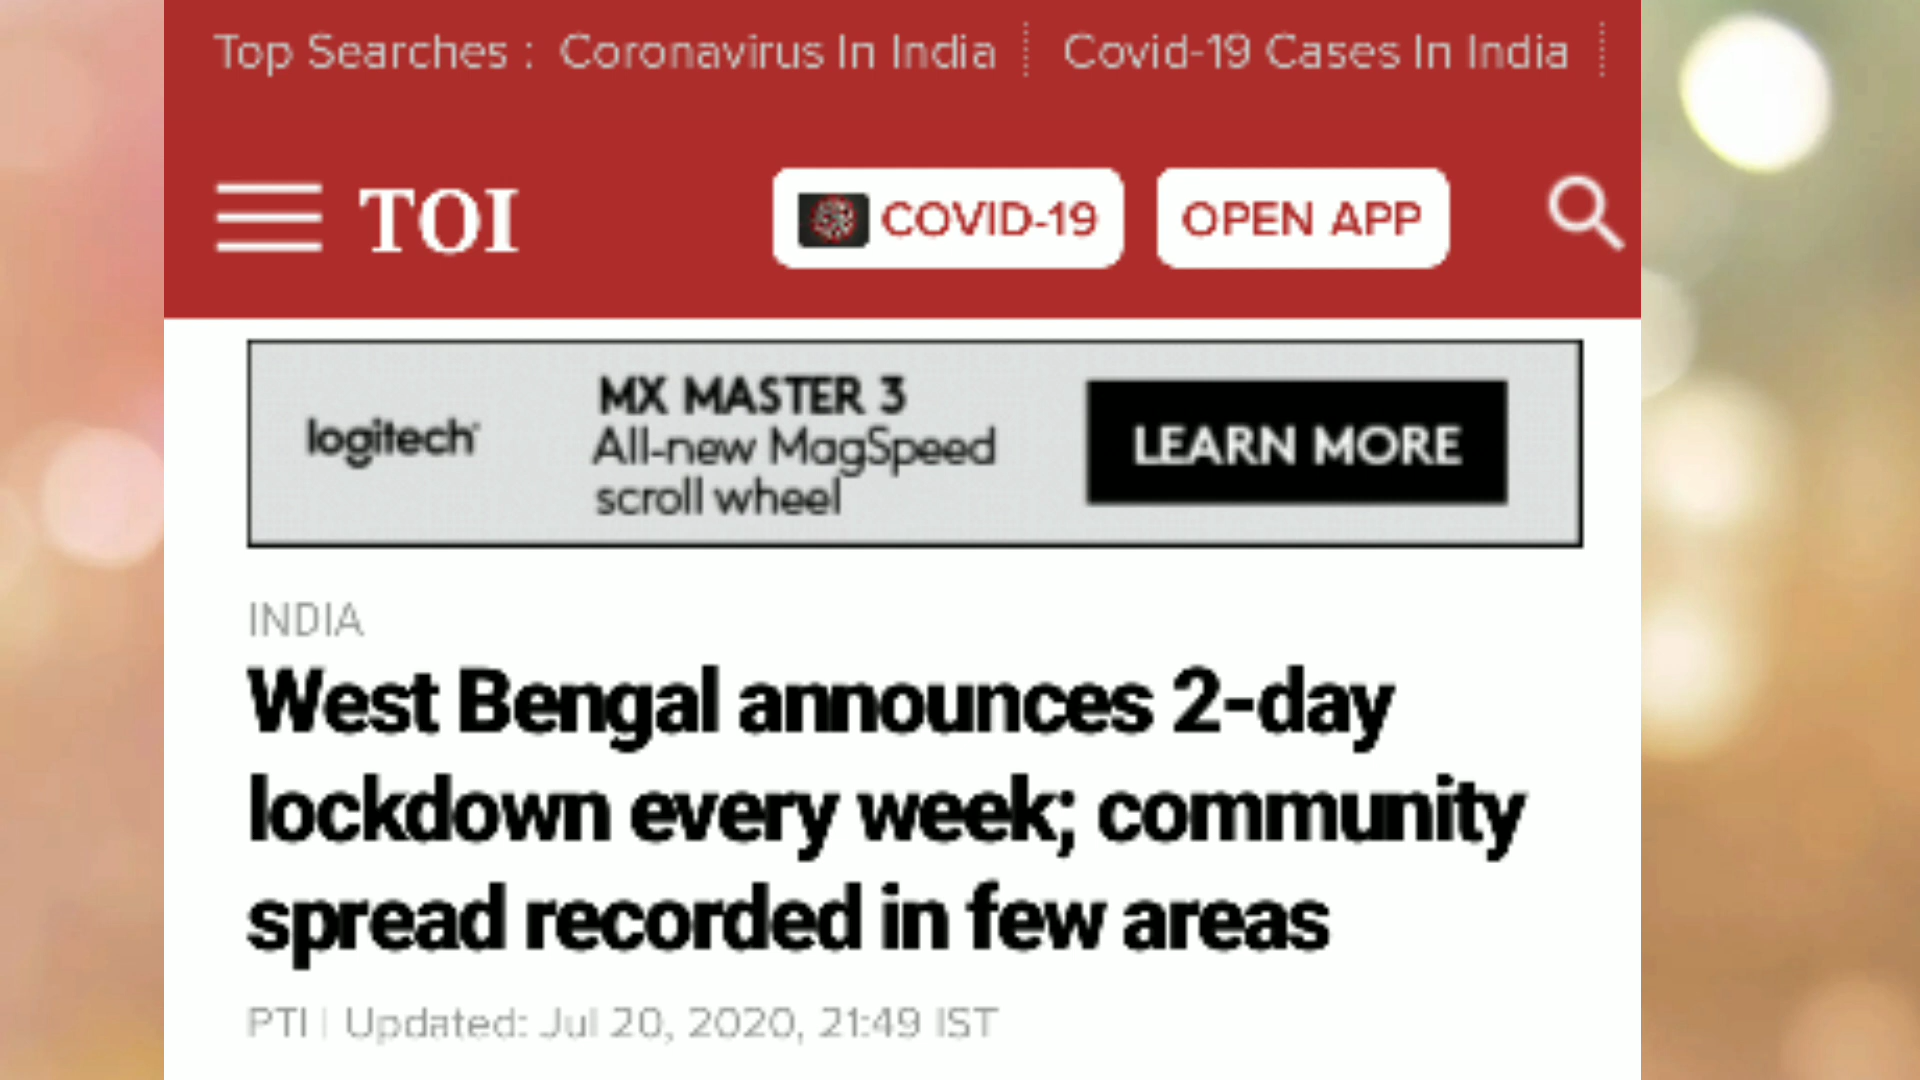 Top Searches : Coronavirus In India Covid-19 Cases In India
TOI COVID-19 OPEN APP
logitech
MX MASTER 3
All-new MagSpeed
scroll wheel
LEARN MORE
INDIA
West Bengal announces 2-day
lockdown every week; community
spread recorded in few areas
PTI | Updated: Jul 20, 2020, 21:49 IST